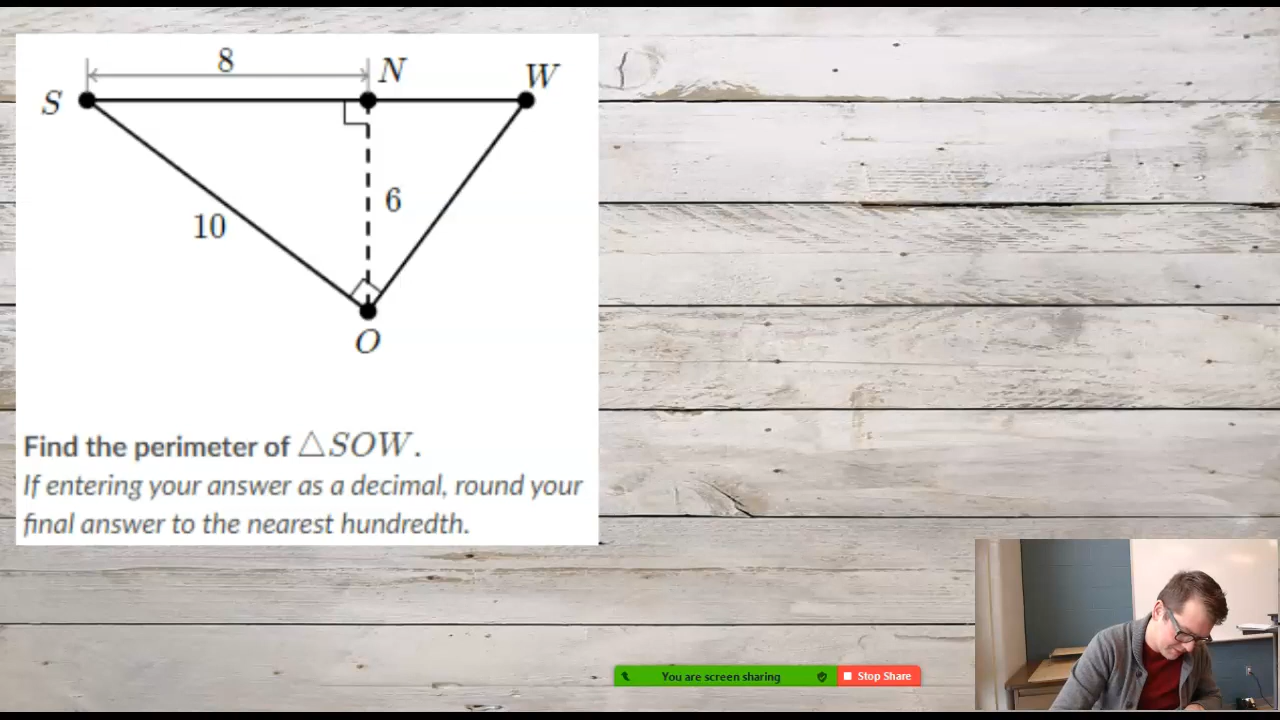 8
N
W
S
6
10
O
Find the perimeter of △SOW.
If entering your answer as a decimal, round your
final answer to the nearest hundredth.
You are screen sharing
Stop Share